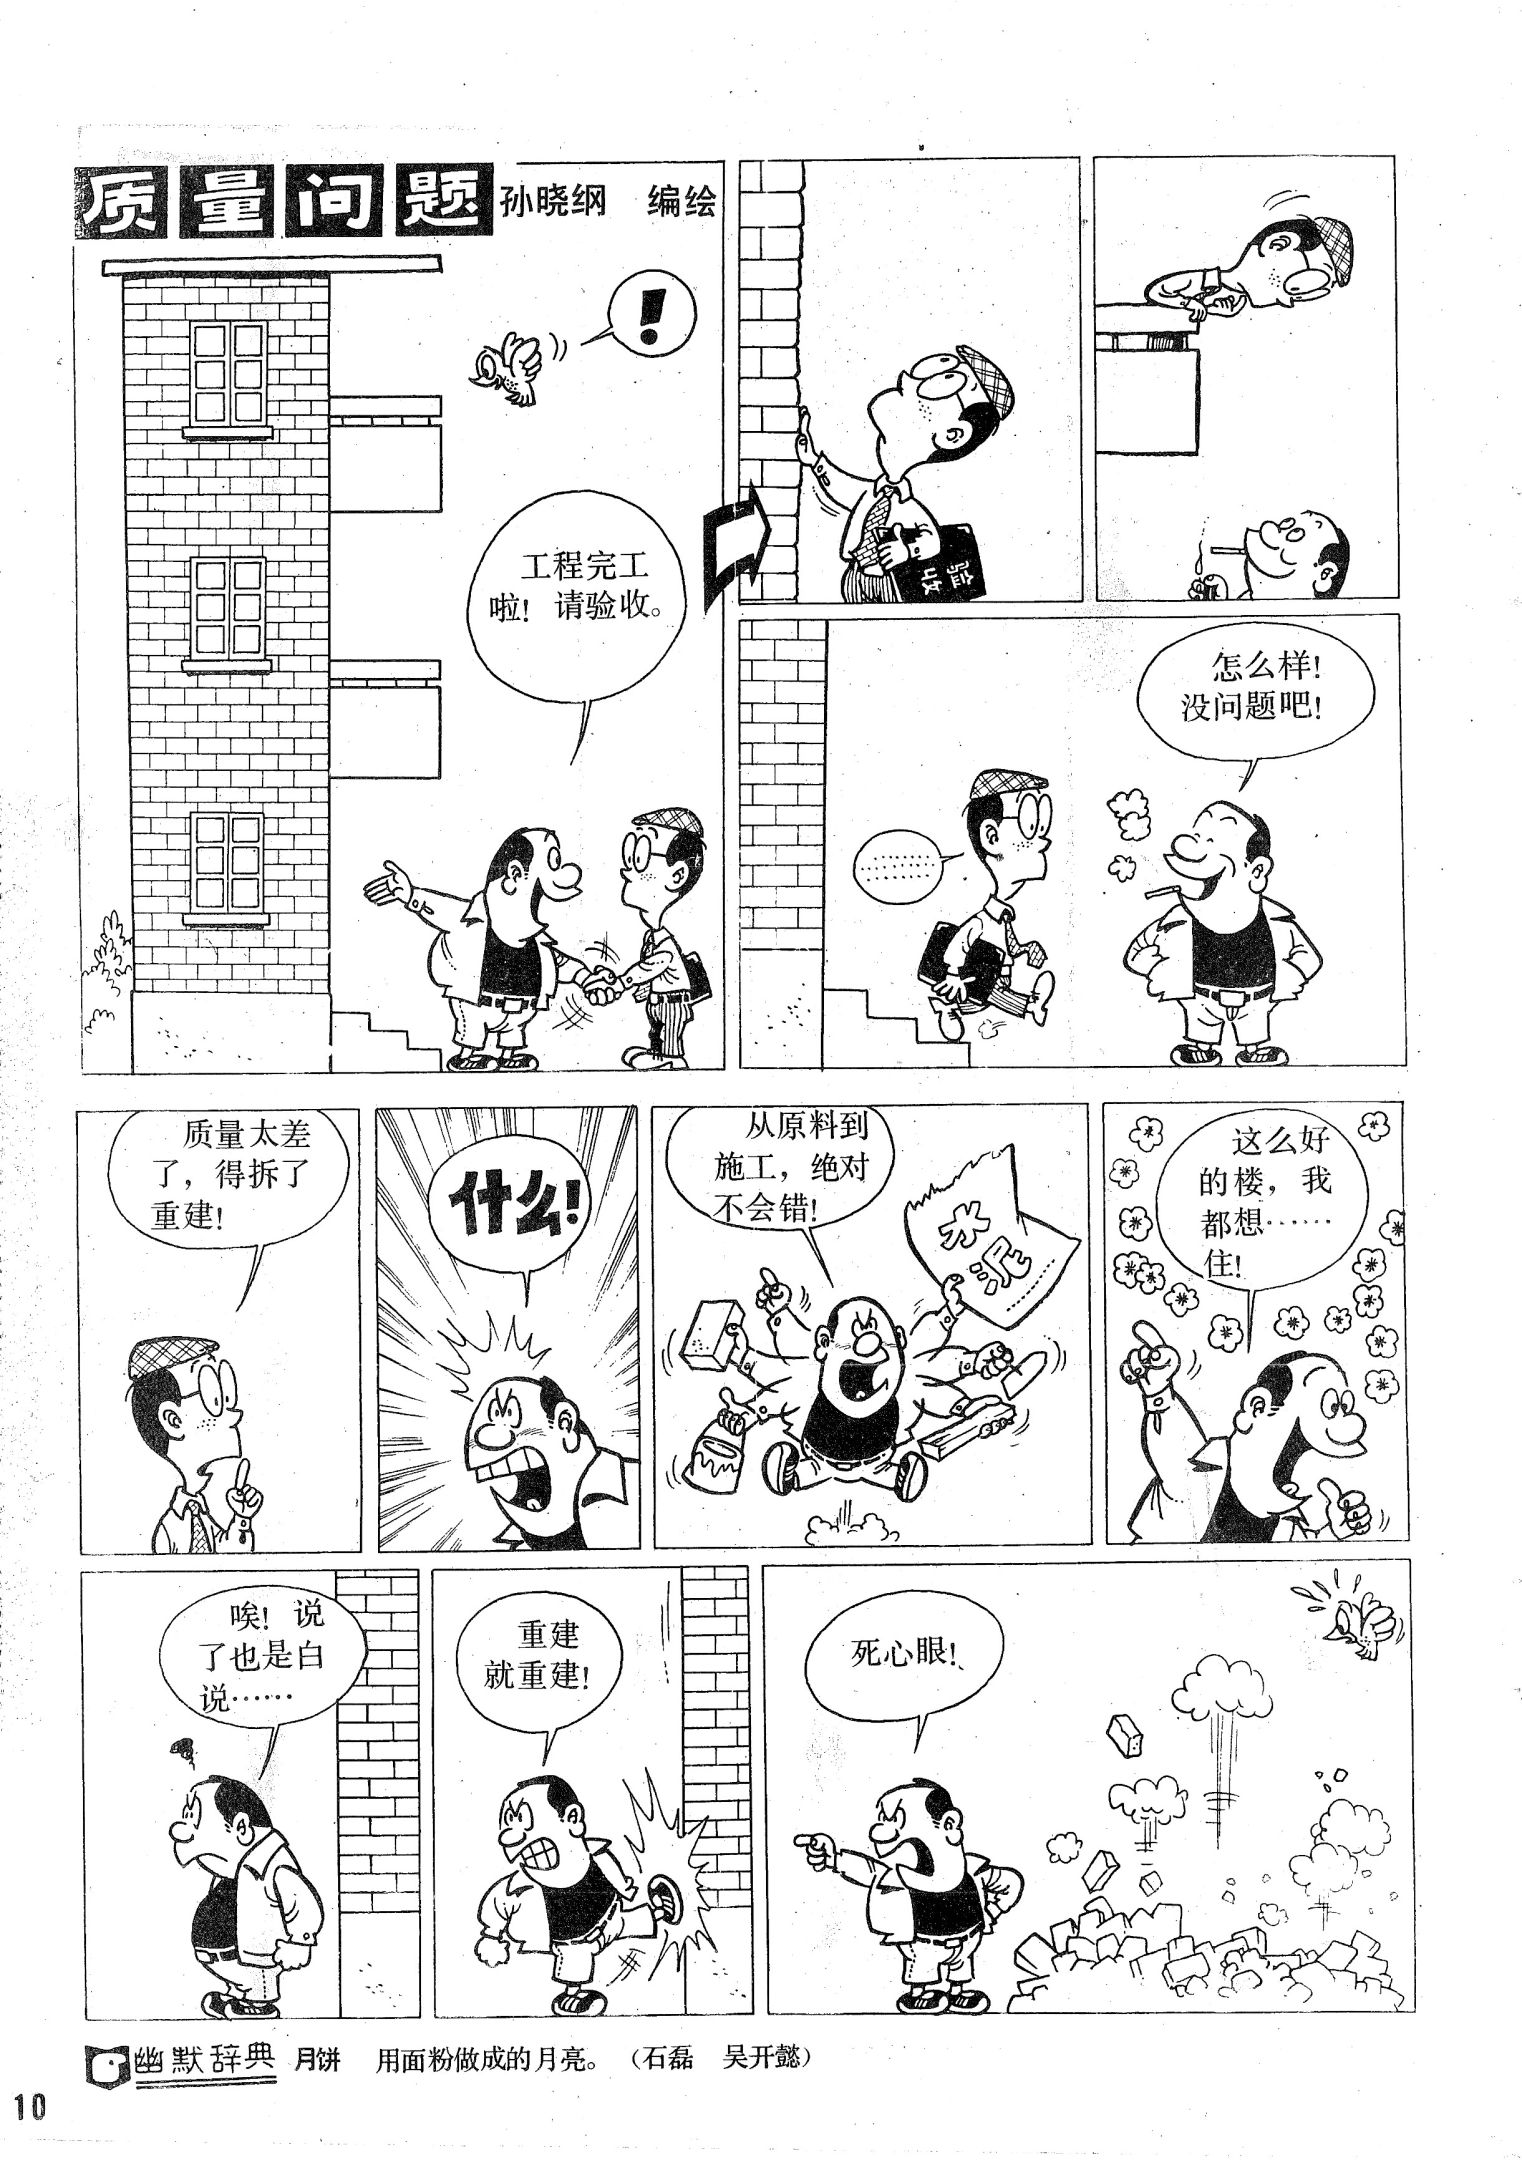 质量问题
孙晓纲 编绘
!
工程完工
啦! 请验收。
验收
怎么样!
没问题吧!
质量太差
了，得拆了
重建!
什么!
从原料到
施工，绝对
不会错!
水泥
这么好
的楼，我
都想……
住!
唉! 说
了也是白
说……
重建
就重建!
死心眼!
幽默辞典 月饼 用面粉做成的月亮。（石磊 吴开懿）
10